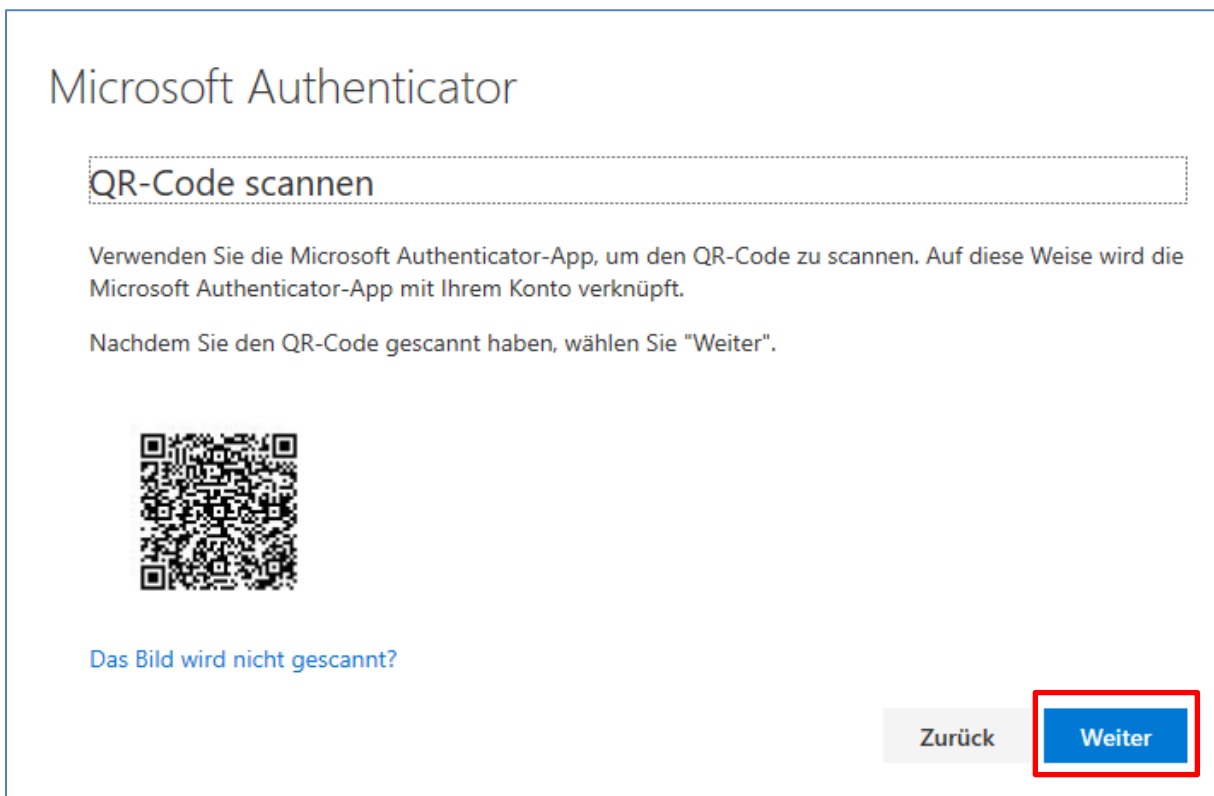 Microsoft Authenticator
QR-Code scannen
Verwenden Sie die Microsoft Authenticator-App, um den QR-Code zu scannen. Auf diese Weise wird die
Microsoft Authenticator-App mit Ihrem Konto verknüpft.
Nachdem Sie den QR-Code gescannt haben, wählen Sie "Weiter".
Das Bild wird nicht gescannt?
Zurück
Weiter